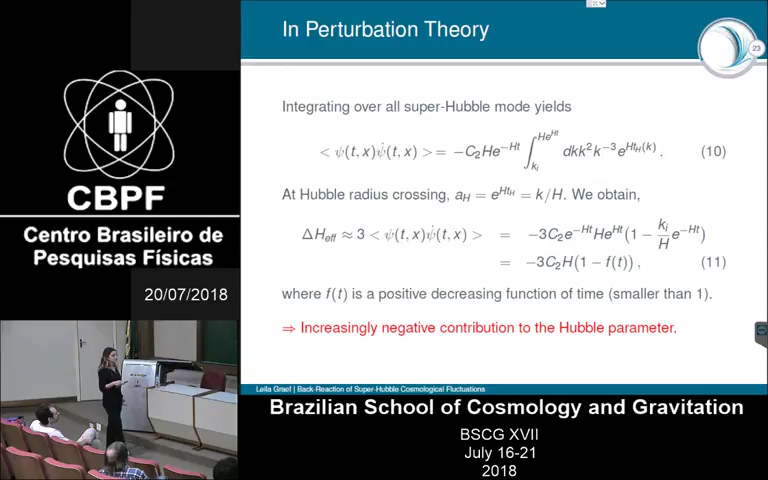 In Perturbation Theory
23
Integrating over all super-Hubble mode yields
< ψ(t, x)ψ̇(t, x) > = −C₂He^{−Ht} ∫_{k_i}^{He^{Ht}} dkk²k^{−3}e^{Ht_H(k)} . (10)
At Hubble radius crossing, a_H = e^{Ht_H} = k/H. We obtain,
ΔH_{eff} ≈ 3 < ψ(t, x)ψ̇(t, x) > = −3C₂e^{−Ht}He^{Ht}(1 − \frac{k_i}{H}e^{−Ht})
= −3C₂H(1 − f(t)) , (11)
where f(t) is a positive decreasing function of time (smaller than 1).
⇒ Increasingly negative contribution to the Hubble parameter.
Leila Graef | Back-Reaction of Super-Hubble Cosmological Fluctuations
CBPF
Centro Brasileiro de
Pesquisas Físicas
20/07/2018
Brazilian School of Cosmology and Gravitation
BSCG XVII
July 16-21
2018